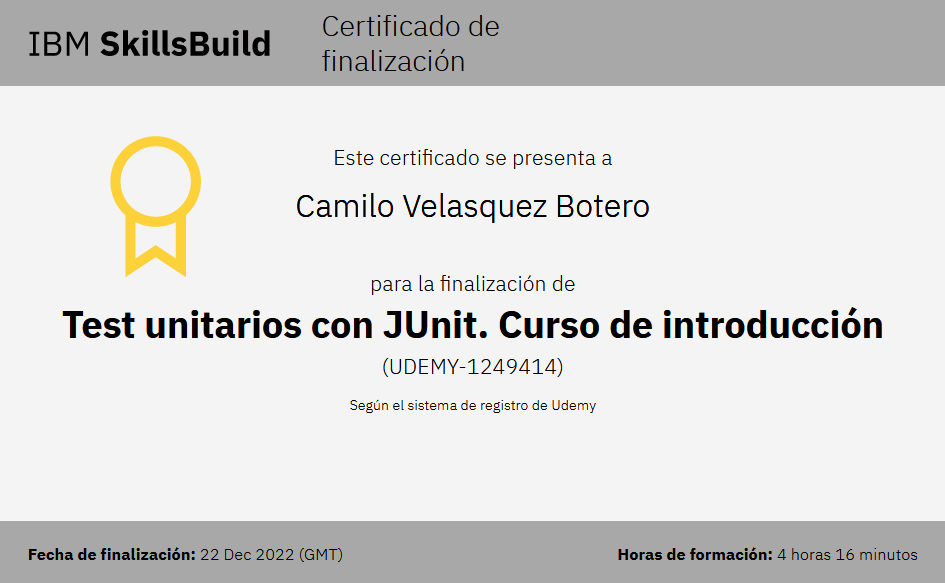 IBM SkillsBuild
Certificado de
finalización
Este certificado se presenta a
Camilo Velasquez Botero
para la finalización de
Test unitarios con JUnit. Curso de introducción
(UDEMY-1249414)
Según el sistema de registro de Udemy
Fecha de finalización: 22 Dec 2022 (GMT)
Horas de formación: 4 horas 16 minutos